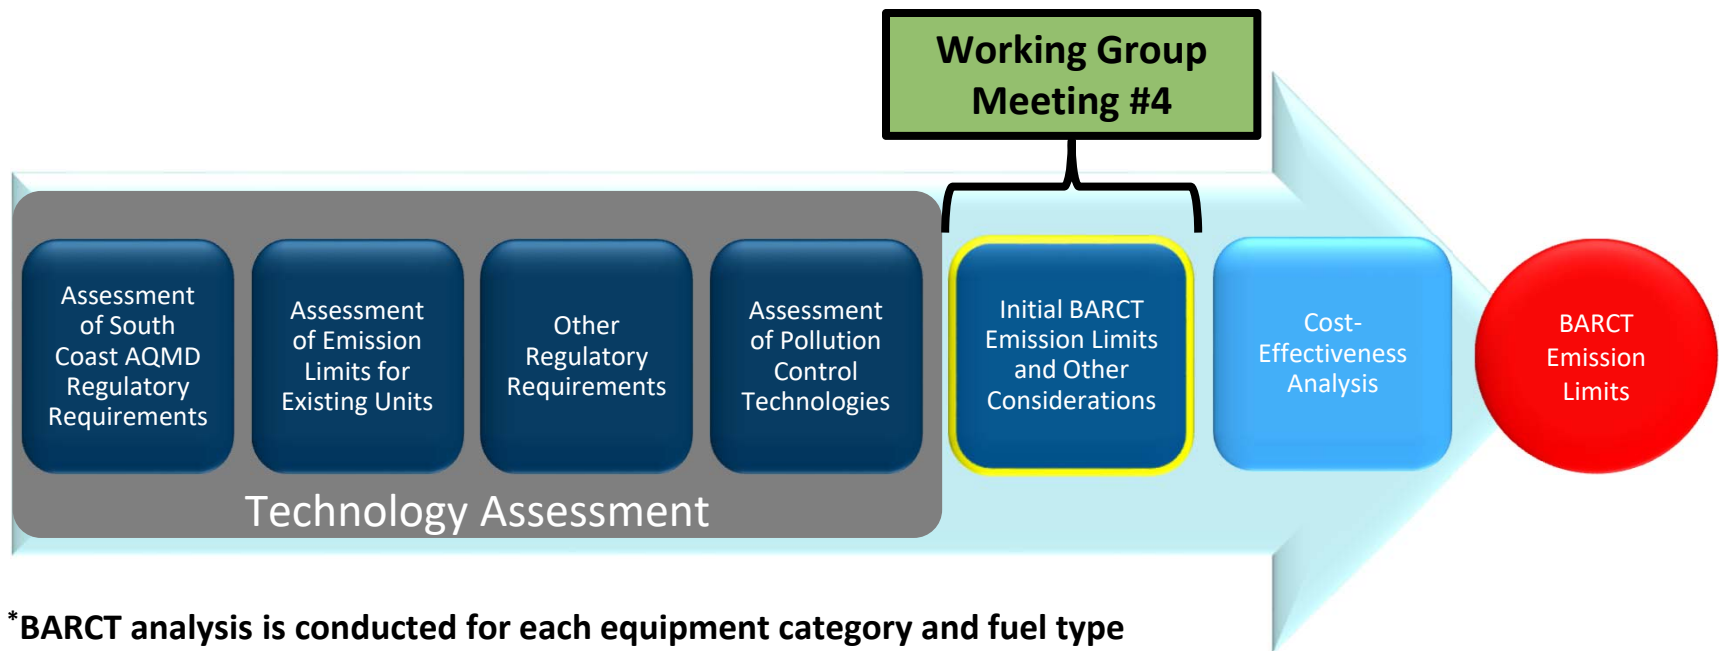 Working Group
Meeting #4
Assessment
of South
Coast AQMD
Regulatory
Requirements
Assessment
of Emission
Limits for
Existing Units
Other
Regulatory
Requirements
Assessment
of Pollution
Control
Technologies
Initial BARCT
Emission Limits
and Other
Considerations
Cost-
Effectiveness
Analysis
BARCT
Emission
Limits
Technology Assessment
*BARCT analysis is conducted for each equipment category and fuel type